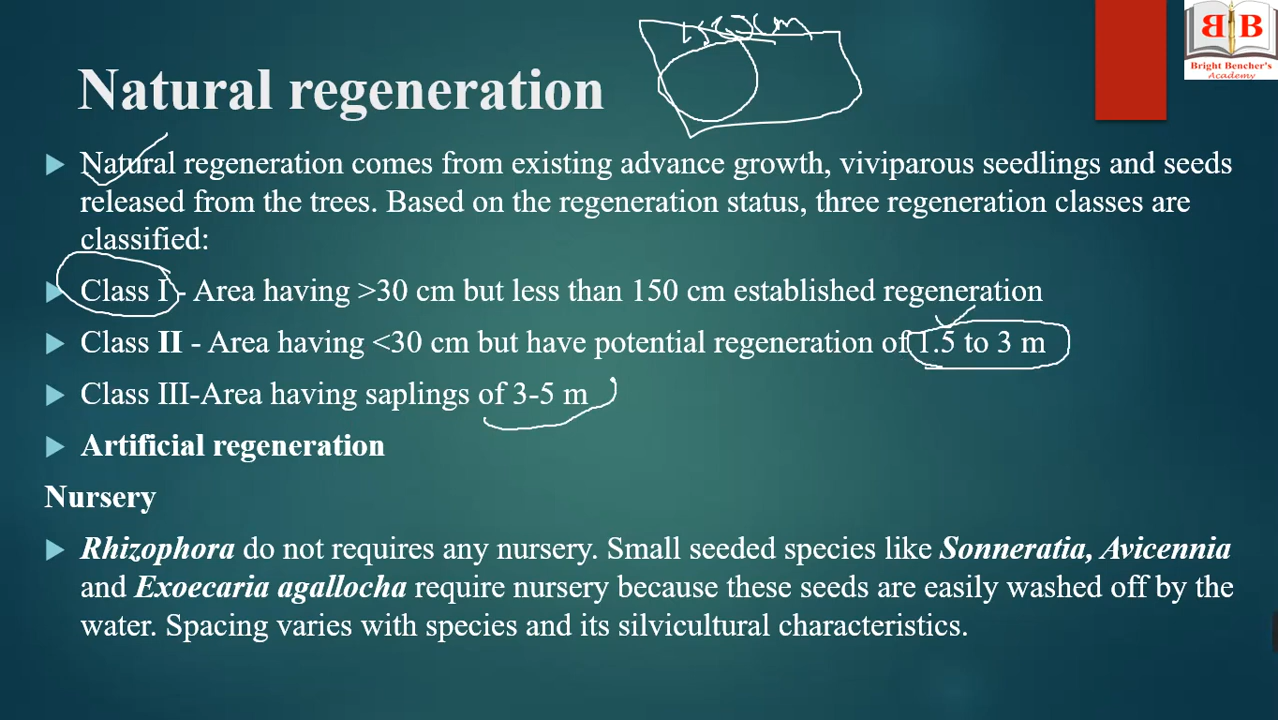 BB
Bright Bencher's
Academy
Natural regeneration
Natural regeneration comes from existing advance growth, viviparous seedlings and seeds
released from the trees. Based on the regeneration status, three regeneration classes are
classified:
Class I - Area having >30 cm but less than 150 cm established regeneration
Class II - Area having <30 cm but have potential regeneration of 1.5 to 3 m
Class III-Area having saplings of 3-5 m
Artificial regeneration
Nursery
Rhizophora do not requires any nursery. Small seeded species like Sonneratia, Avicennia
and Exoecaria agallocha require nursery because these seeds are easily washed off by the
water. Spacing varies with species and its silvicultural characteristics.